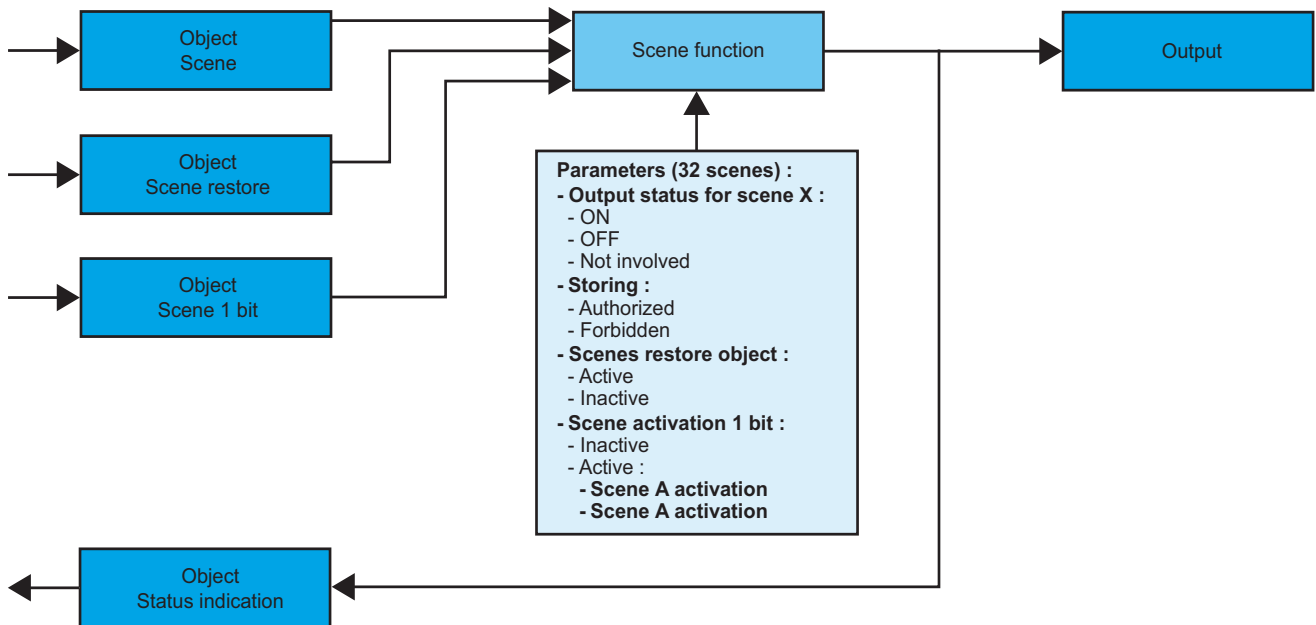 Object
Scene
Scene function
Output
Object
Scene restore
Object
Scene 1 bit
Parameters (32 scenes) :
- Output status for scene X :
- ON
- OFF
- Not involved
- Storing :
- Authorized
- Forbidden
- Scenes restore object :
- Active
- Inactive
- Scene activation 1 bit :
- Inactive
- Active :
- Scene A activation
- Scene A activation
Object
Status indication